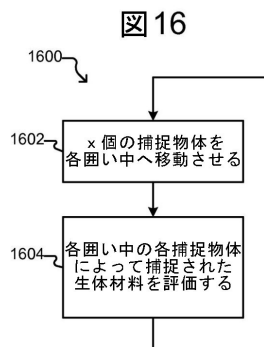 図16
1600
1602
x個の捕捉物体を
各囲い中へ移動させる
1604
各囲い中の各捕捉物体
によって捕捉された
生体材料を評価する